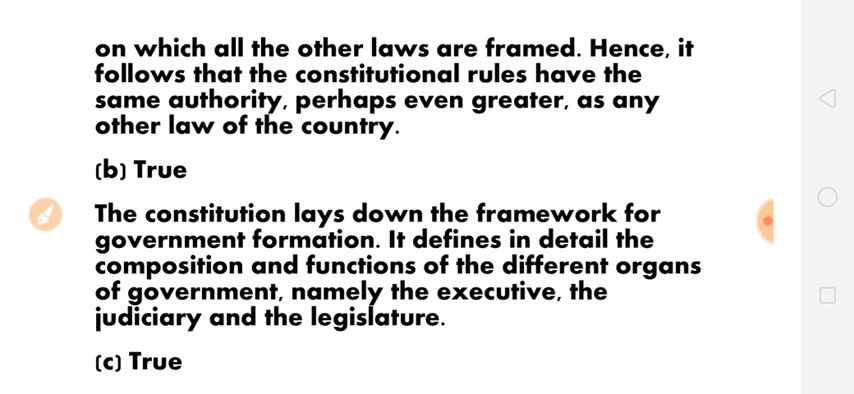 on which all the other laws are framed. Hence, it
follows that the constitutional rules have the
same authority, perhaps even greater, as any
other law of the country.
(b) True
The constitution lays down the framework for
government formation. It defines in detail the
composition and functions of the different organs
of government, namely the executive, the
judiciary and the legislature.
(c) True